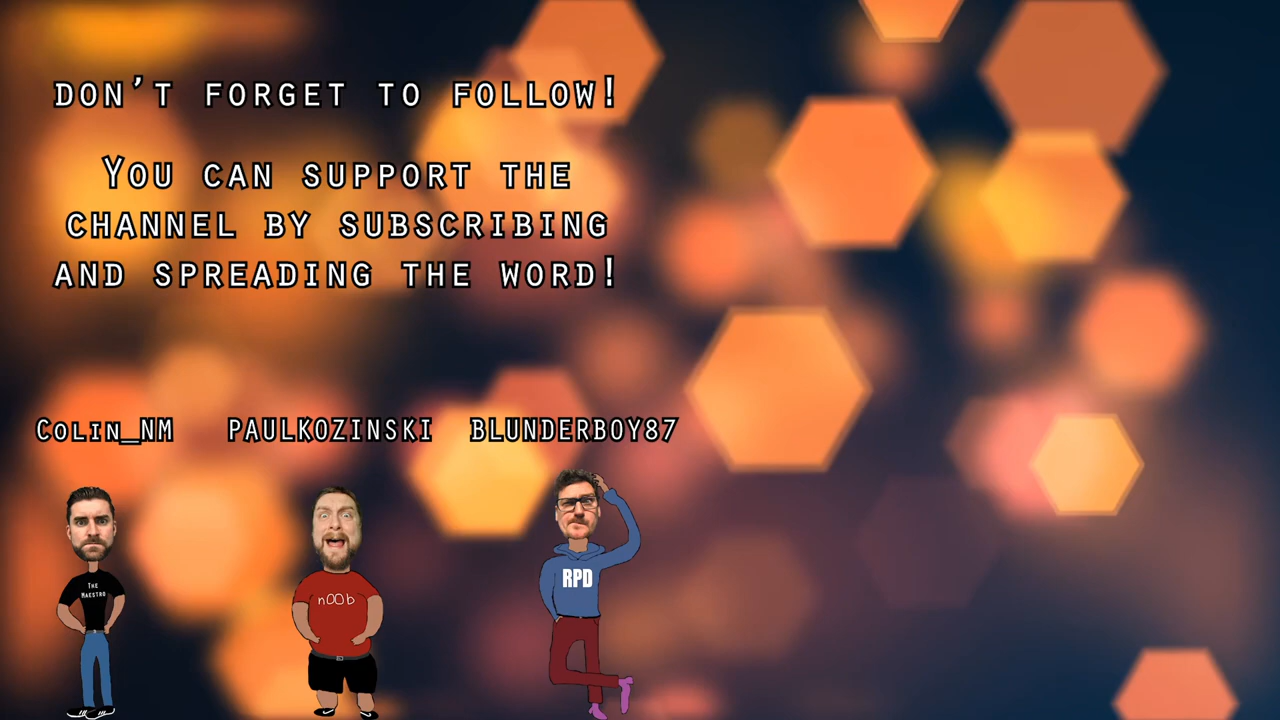 DON'T FORGET TO FOLLOW!
YOU CAN SUPPORT THE
CHANNEL BY SUBSCRIBING
AND SPREADING THE WORD!
COLIN_NM PAULKOZINSKI BLUNDERBOY87
THE
MAESTRO
n00b
RPD